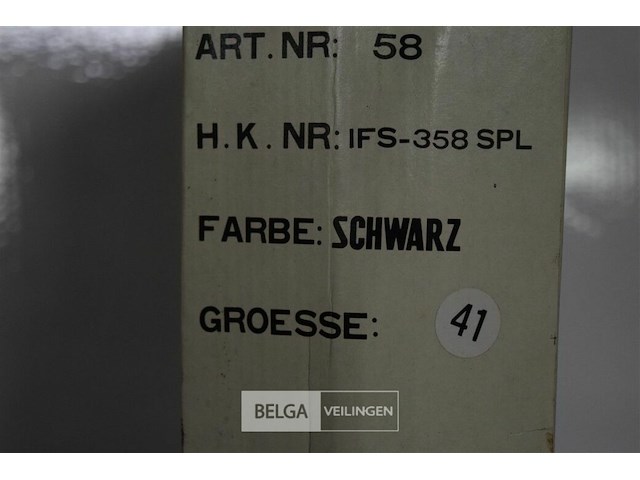 ART.NR: 58
H.K.NR: IFS-358 SPL
FARBE: SCHWARZ
GROESSE: 41
BELGA VEILINGEN